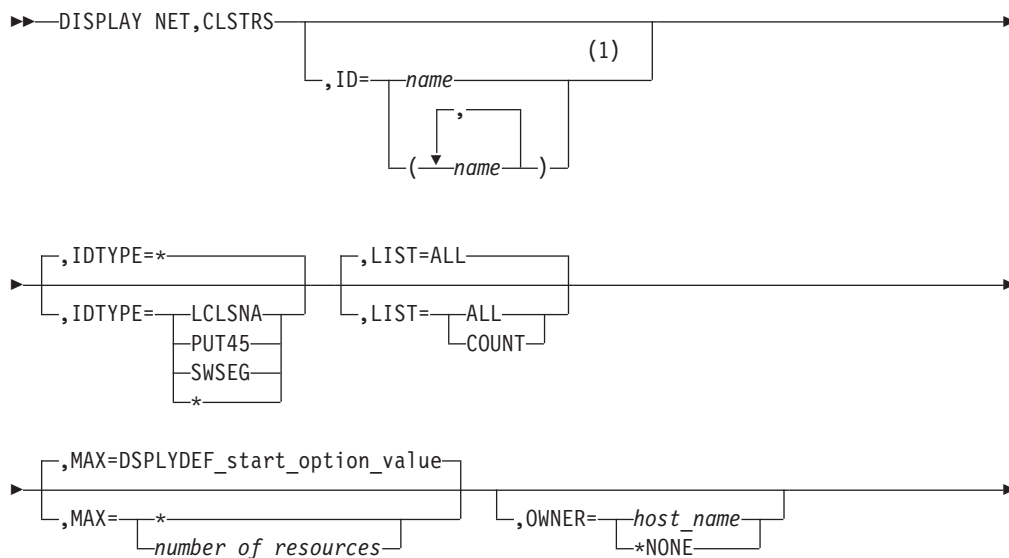 DISPLAY NET,CLSTRS
(1)
,ID= name
,
( name )
,IDTYPE=* ,LIST=ALL
,IDTYPE= LCLSNA ,LIST= ALL
PUT45 COUNT
SWSEG
*
,MAX=DSPLYDEF_start_option_value
,MAX= * ,OWNER= host_name
number of resources *NONE